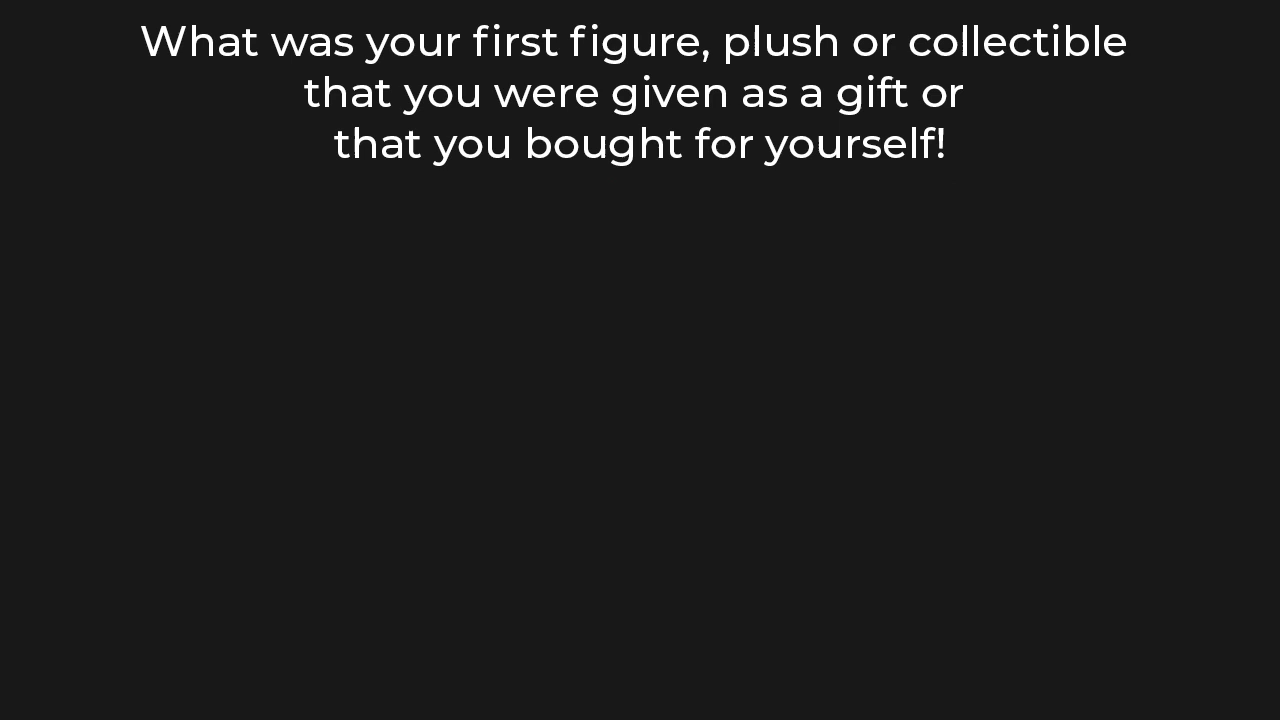 What was your first figure, plush or collectible
that you were given as a gift or
that you bought for yourself!